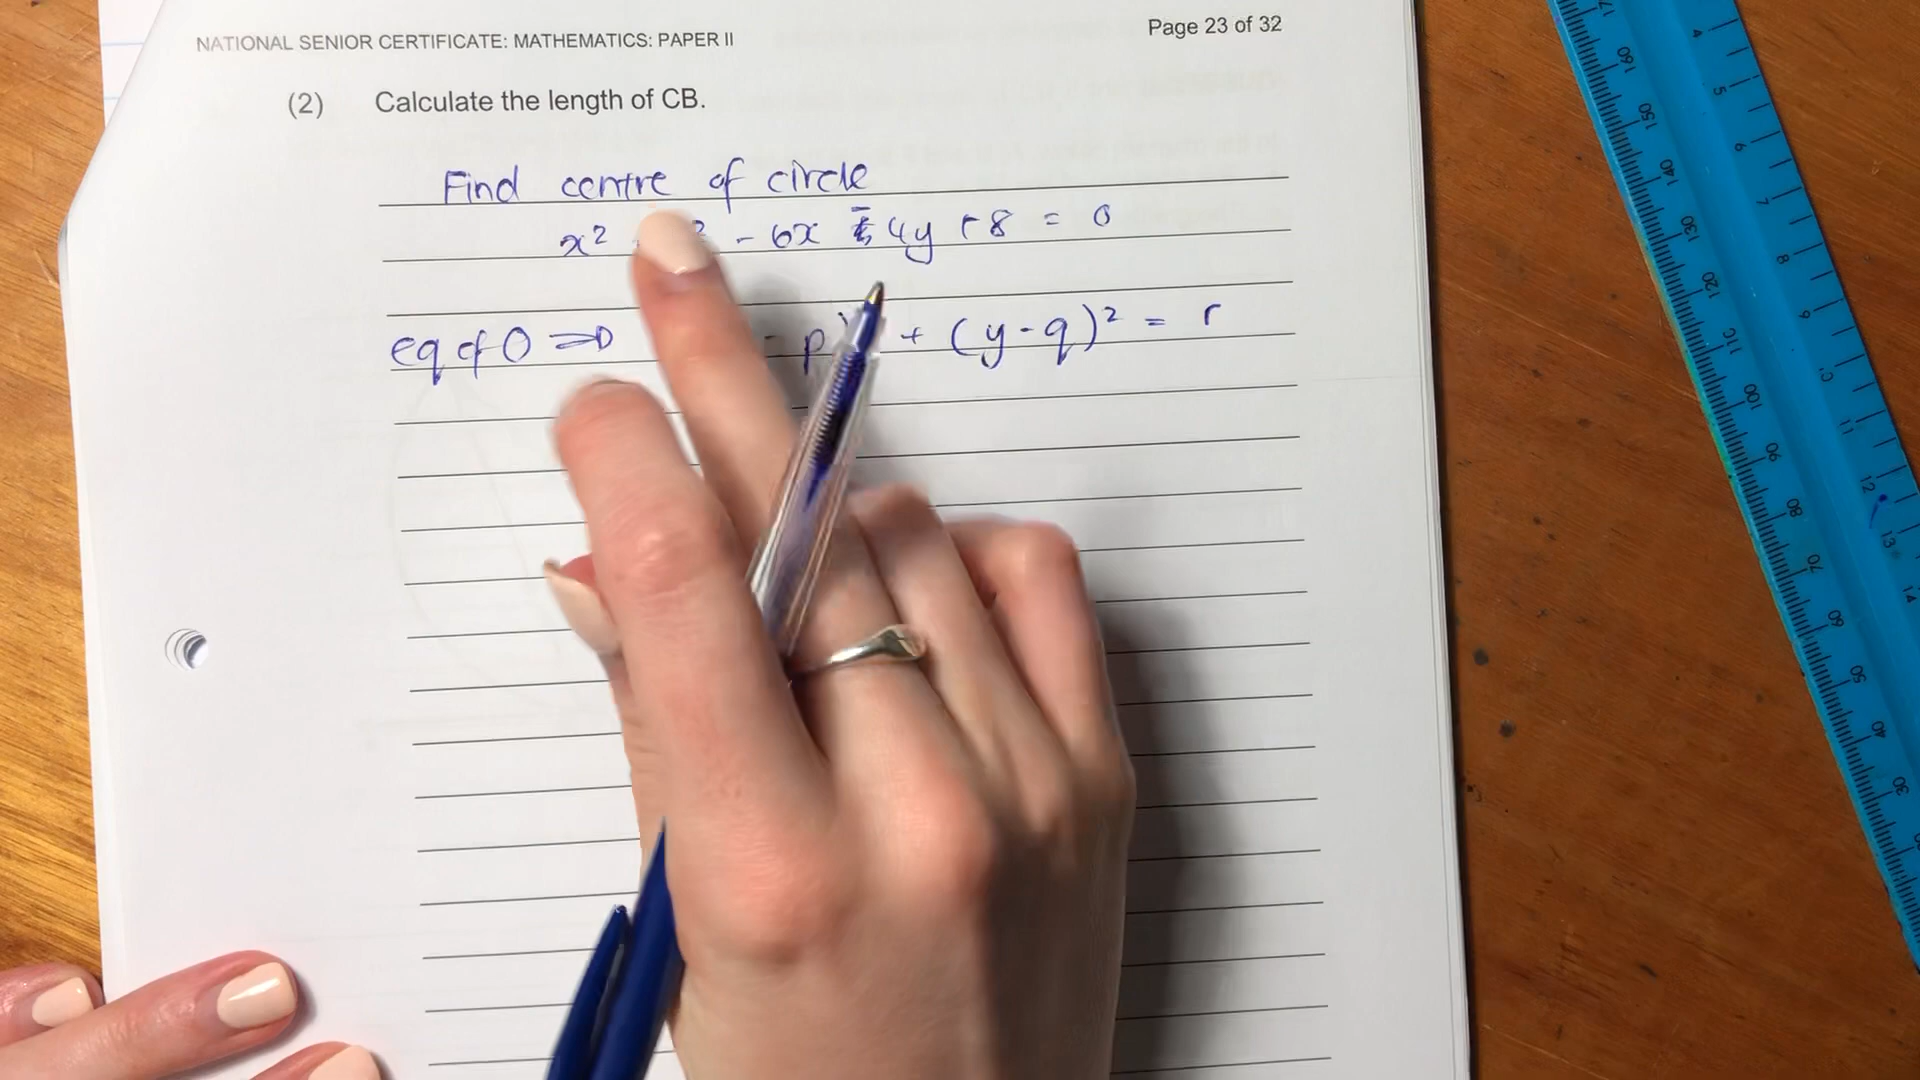 NATIONAL SENIOR CERTIFICATE: MATHEMATICS: PAPER II
Page 23 of 32
(2) Calculate the length of CB.
Find centre of circle
x² ² - 6x - 4y + 8 = 0
eq of O ⇒ - p) + (y - q)² = r